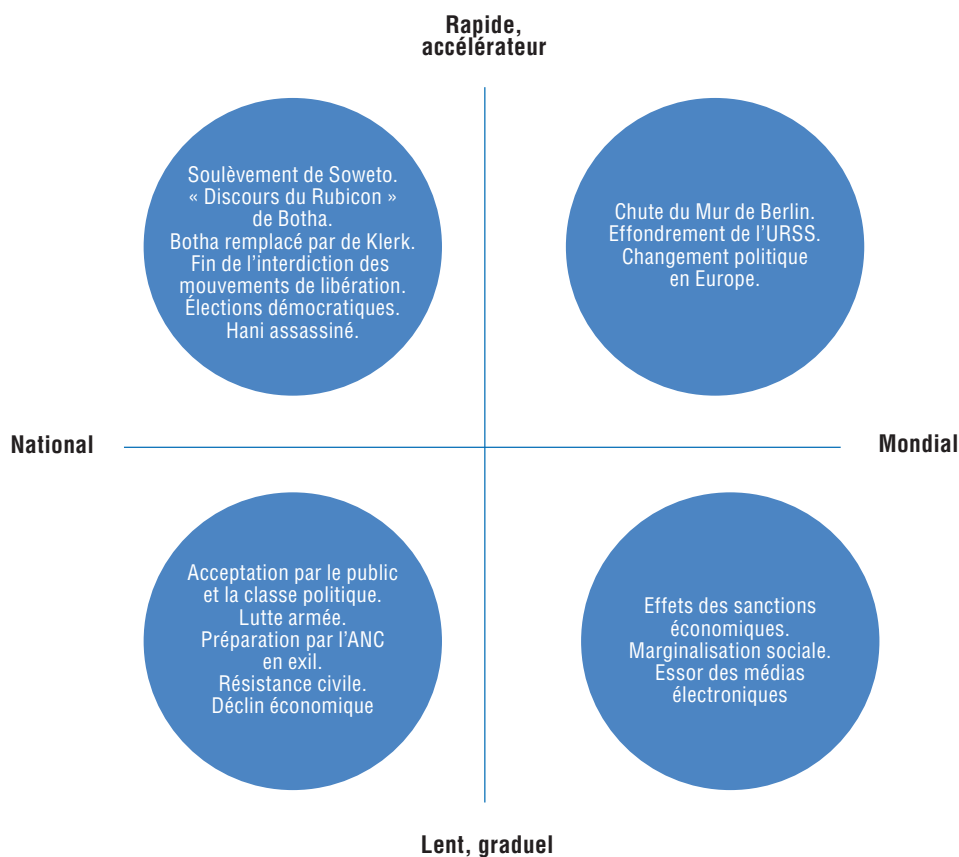 Rapide,
accélérateur
Soulèvement de Soweto.
« Discours du Rubicon »
de Botha.
Botha remplacé par de Klerk.
Fin de l’interdiction des
mouvements de libération.
Élections démocratiques.
Hani assassiné.
Chute du Mur de Berlin.
Effondrement de l’URSS.
Changement politique
en Europe.
National
Mondial
Acceptation par le public
et la classe politique.
Lutte armée.
Préparation par l’ANC
en exil.
Résistance civile.
Déclin économique
Effets des sanctions
économiques.
Marginalisation sociale.
Essor des médias
électroniques
Lent, graduel